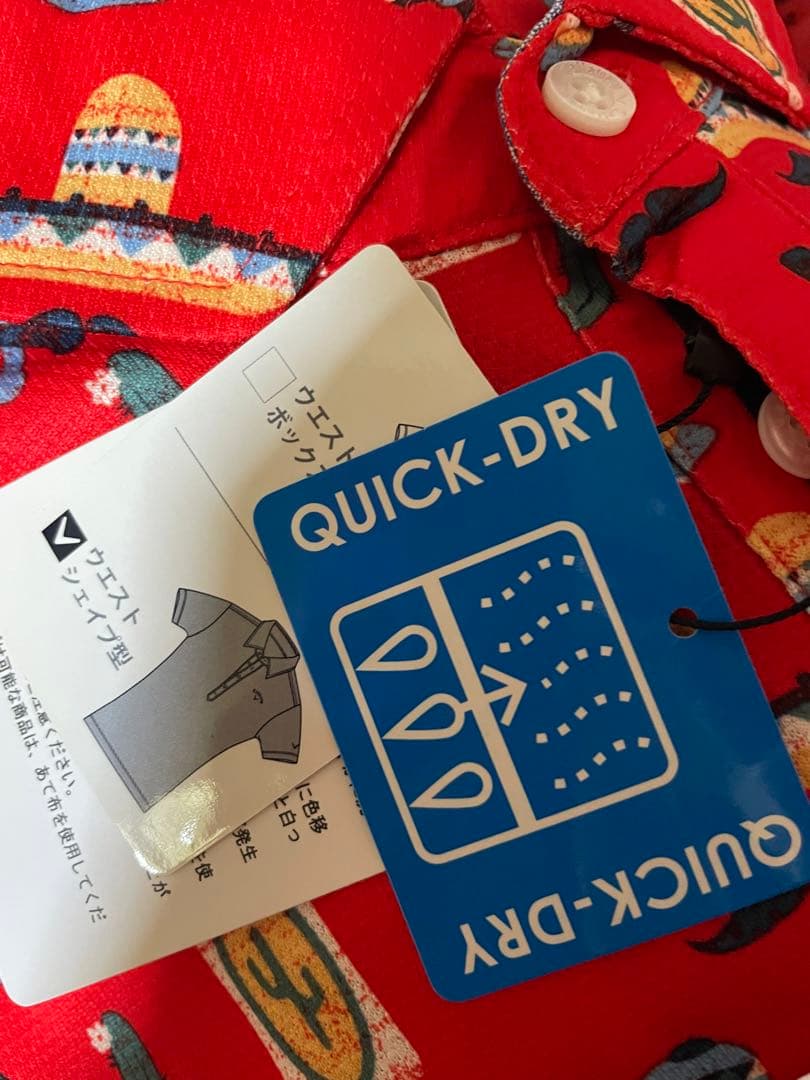 ウエスト
ボックス
ウエスト
シェイプ型
QUICK-DRY
QUICK-DRY
注意ください。
可能な商品は、あて布を使用してくだ
に色移
と白っ
発生
使
が